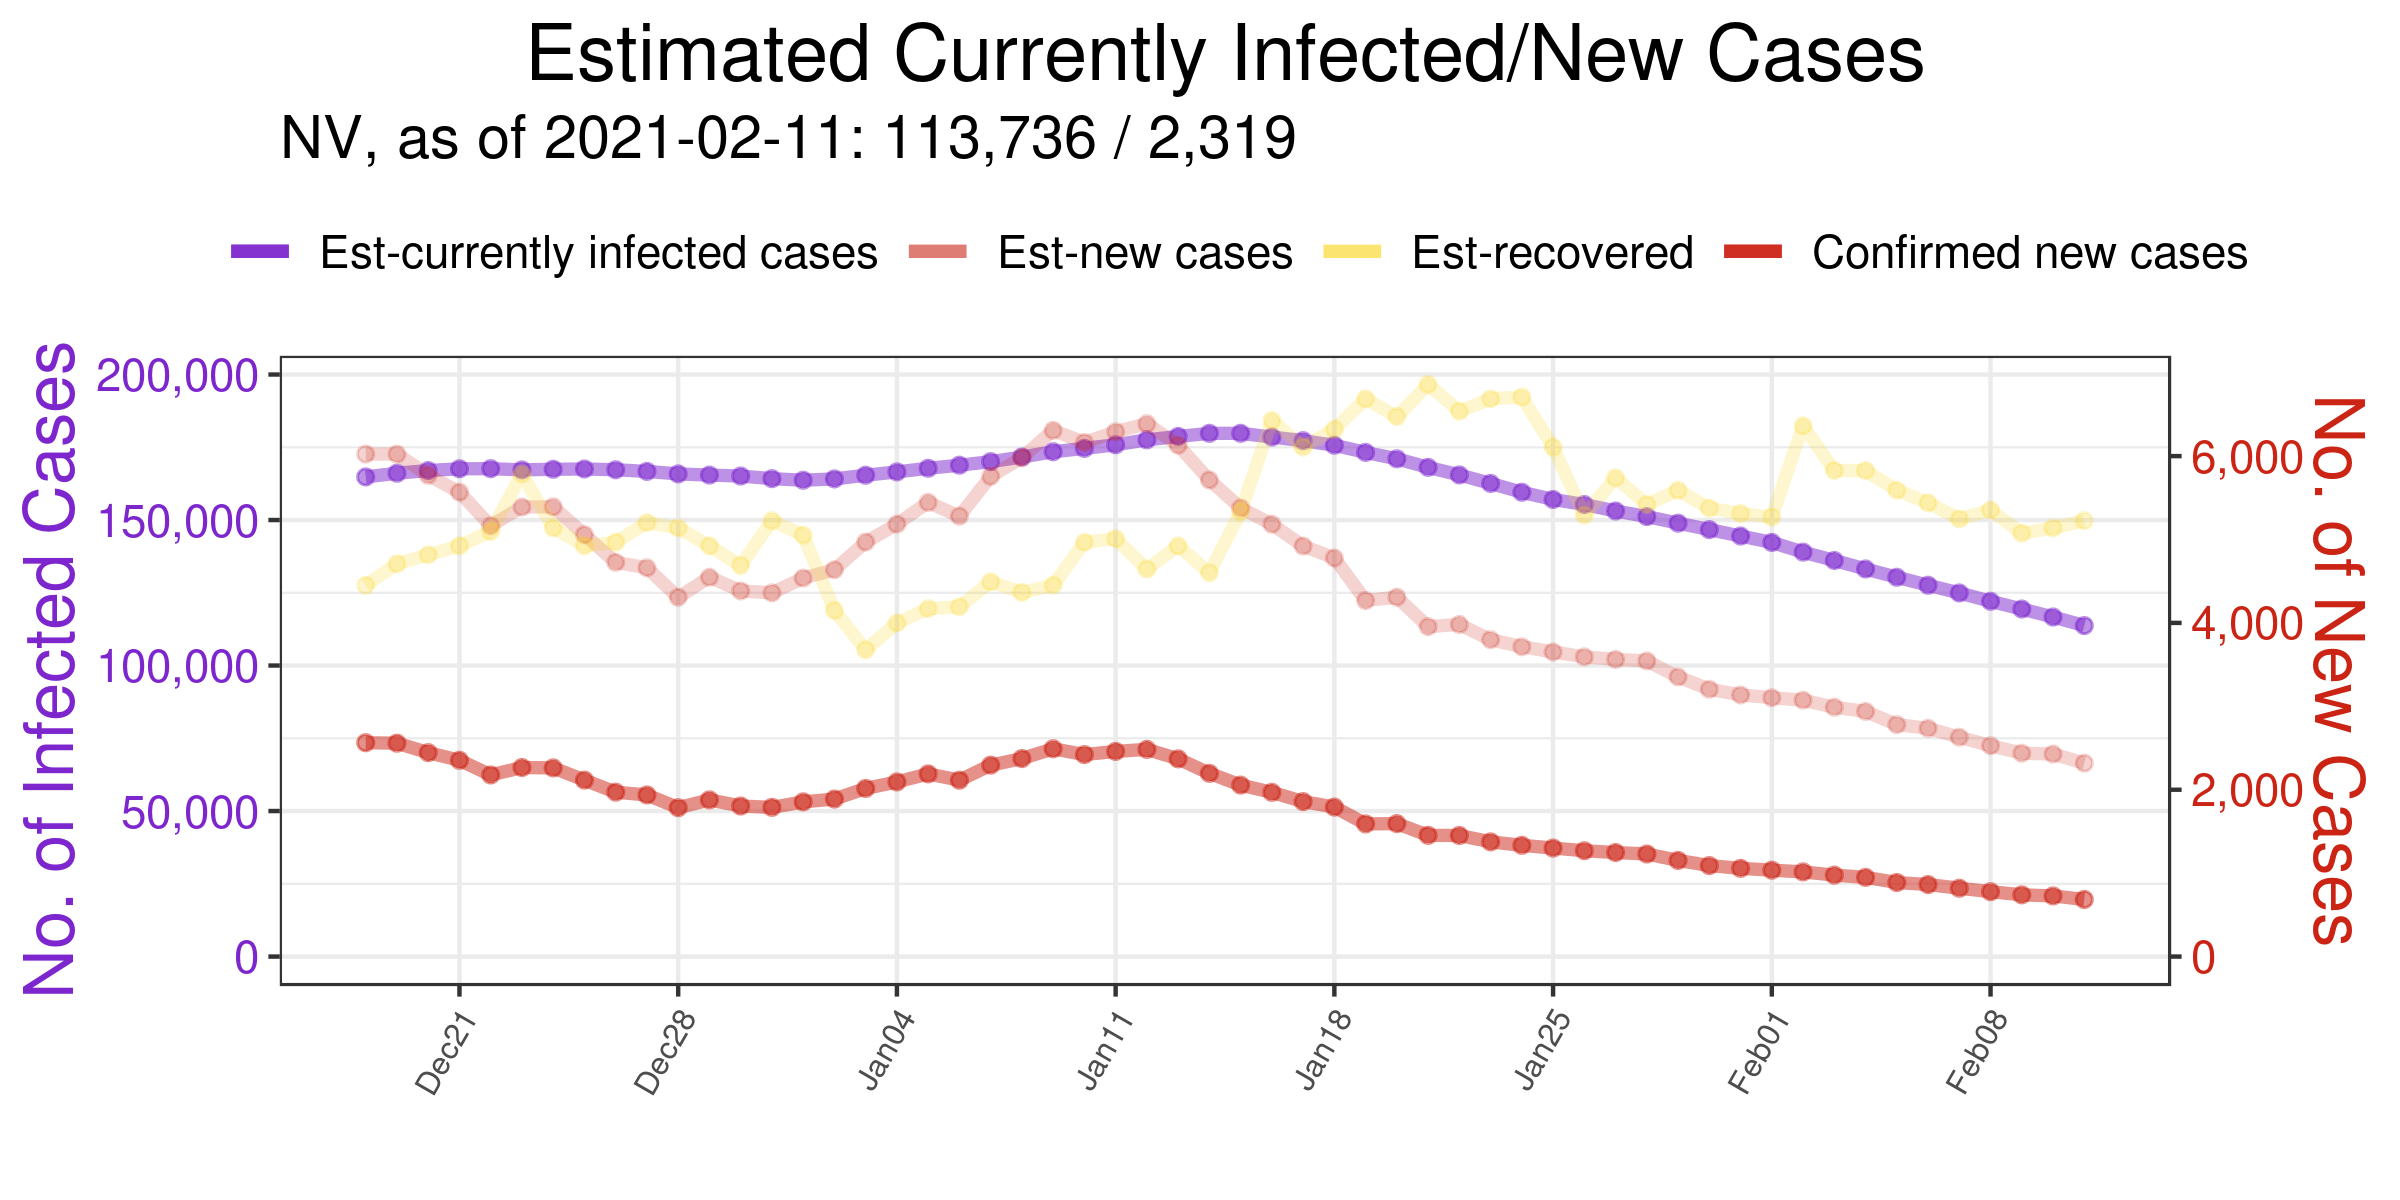 Estimated Currently Infected/New Cases
NV, as of 2021-02-11: 113,736 / 2,319
Est-currently infected cases Est-new cases Est-recovered Confirmed new cases
No. of Infected Cases
200,000
150,000
100,000
50,000
0
6,000
4,000
2,000
0
No. of New Cases
Dec21 Dec28 Jan04 Jan11 Jan18 Jan25 Feb01 Feb08